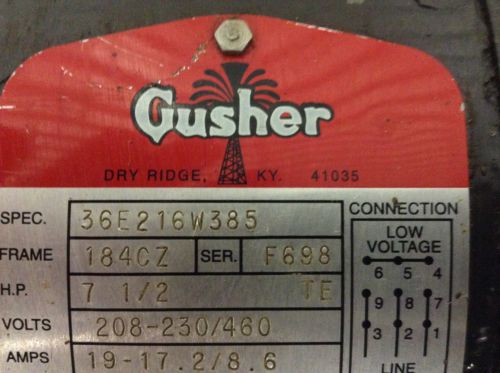 Gusher
DRY RIDGE, KY. 41035
SPEC. 36E216W385
FRAME 184CZ SER. F698
H.P. 7 1/2 TE
VOLTS 208-230/460
AMPS 19-17.2/8.6
CONNECTION
LOW
VOLTAGE
6 5 4
9 8 7
3 2 1
LINE